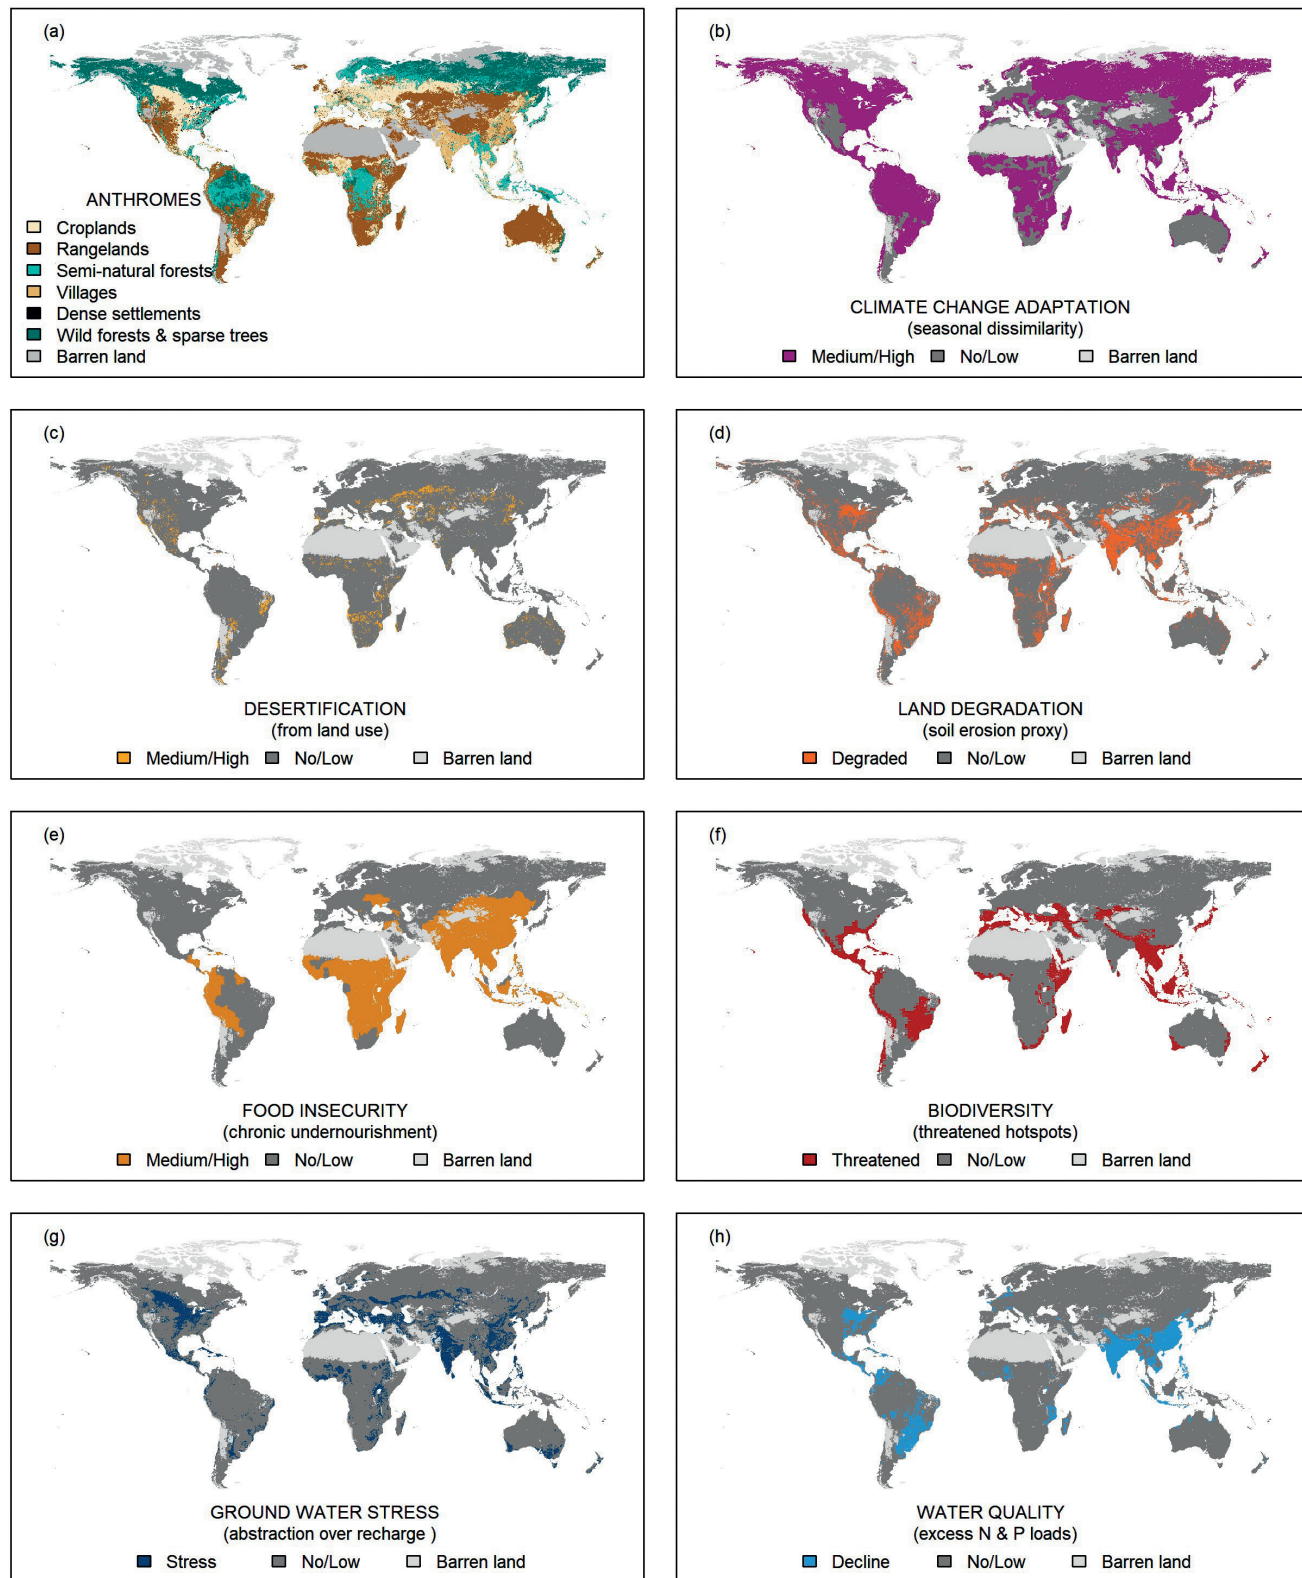 (a)
ANTHROMES
Croplands
Rangelands
Semi-natural forests
Villages
Dense settlements
Wild forests & sparse trees
Barren land
(b)
CLIMATE CHANGE ADAPTATION
(seasonal dissimilarity)
Medium/High No/Low Barren land
(c)
DESERTIFICATION
(from land use)
Medium/High No/Low Barren land
(d)
LAND DEGRADATION
(soil erosion proxy)
Degraded No/Low Barren land
(e)
FOOD INSECURITY
(chronic undernourishment)
Medium/High No/Low Barren land
(f)
BIODIVERSITY
(threatened hotspots)
Threatened No/Low Barren land
(g)
GROUND WATER STRESS
(abstraction over recharge )
Stress No/Low Barren land
(h)
WATER QUALITY
(excess N & P loads)
Decline No/Low Barren land